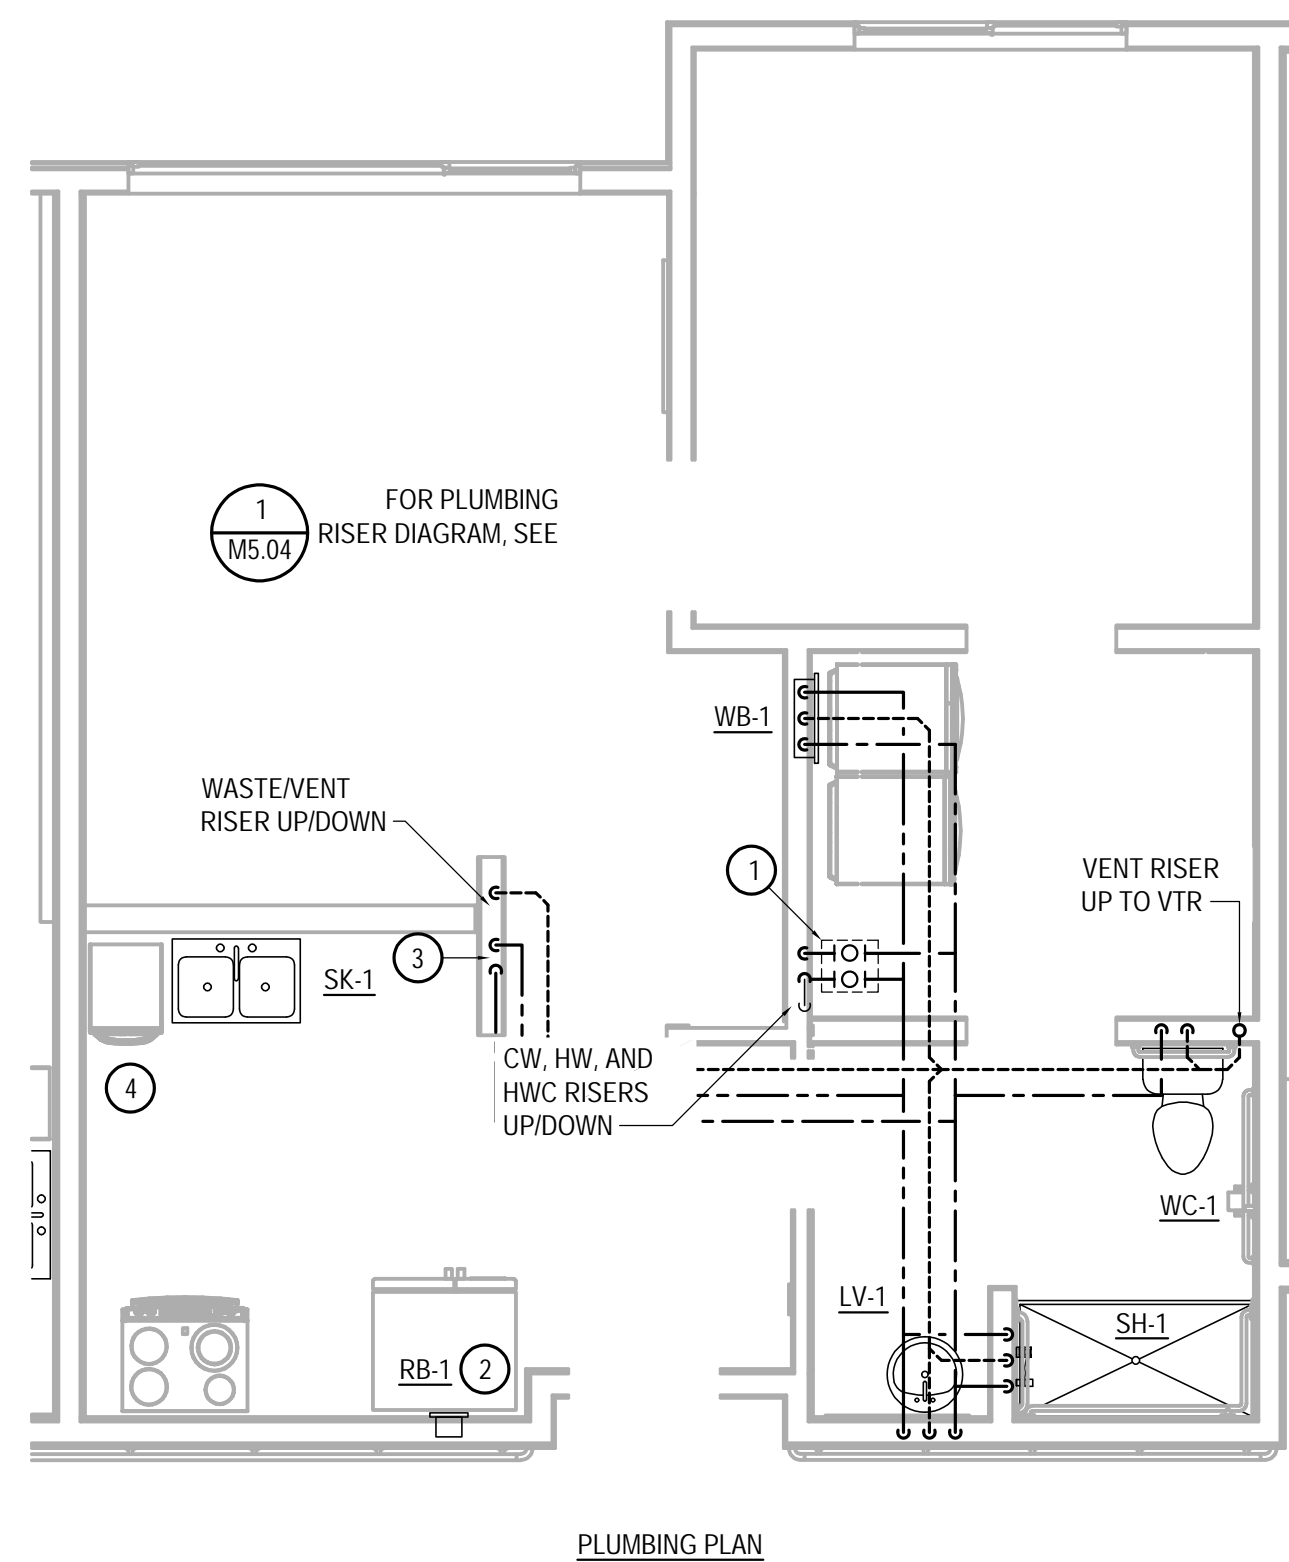 1
M5.04
FOR PLUMBING
RISER DIAGRAM, SEE
WB-1
WASTE/VENT
RISER UP/DOWN
1
VENT RISER
UP TO VTR
3
SK-1
CW, HW, AND
HWC RISERS
UP/DOWN
4
WC-1
LV-1
SH-1
RB-1
2
PLUMBING PLAN